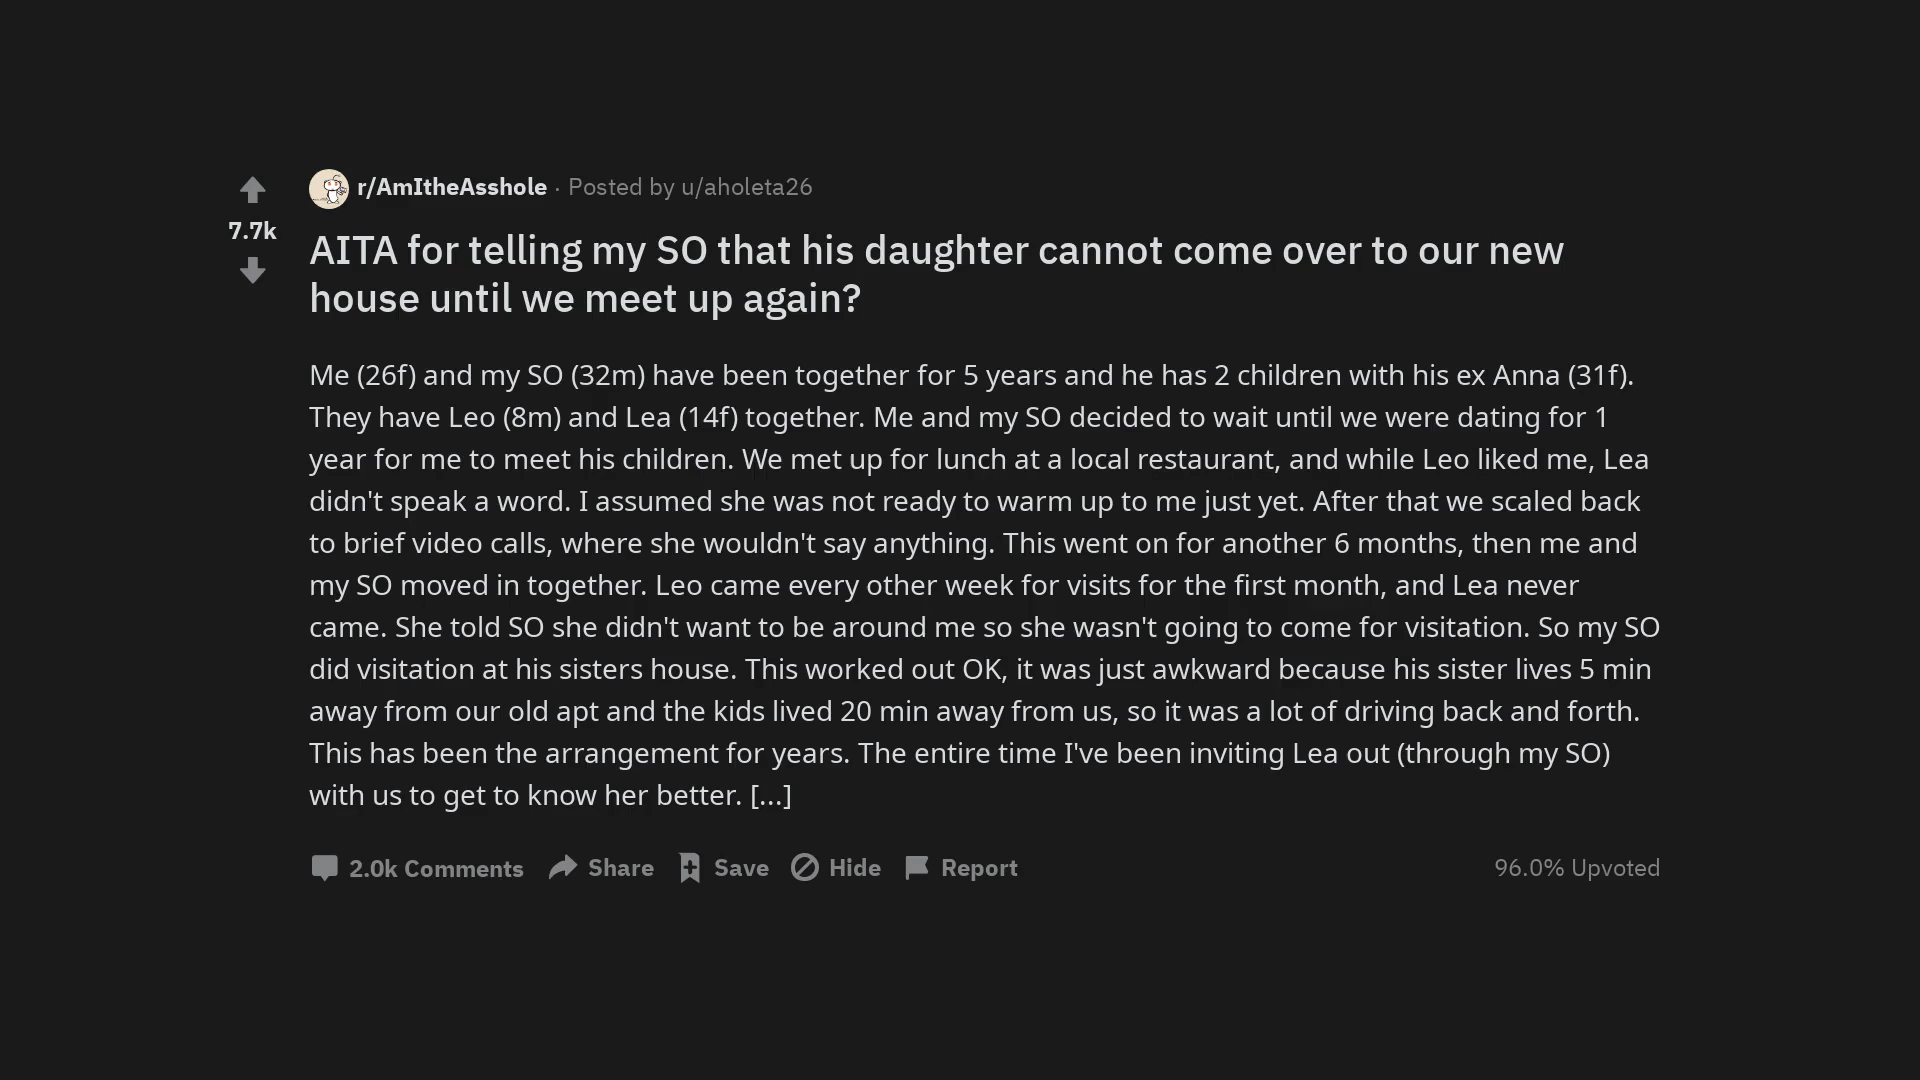 r/AmItheAsshole · Posted by u/aholeta26
7.7k
AITA for telling my SO that his daughter cannot come over to our new
house until we meet up again?
Me (26f) and my SO (32m) have been together for 5 years and he has 2 children with his ex Anna (31f).
They have Leo (8m) and Lea (14f) together. Me and my SO decided to wait until we were dating for 1
year for me to meet his children. We met up for lunch at a local restaurant, and while Leo liked me, Lea
didn't speak a word. I assumed she was not ready to warm up to me just yet. After that we scaled back
to brief video calls, where she wouldn't say anything. This went on for another 6 months, then me and
my SO moved in together. Leo came every other week for visits for the first month, and Lea never
came. She told SO she didn't want to be around me so she wasn't going to come for visitation. So my SO
did visitation at his sisters house. This worked out OK, it was just awkward because his sister lives 5 min
away from our old apt and the kids lived 20 min away from us, so it was a lot of driving back and forth.
This has been the arrangement for years. The entire time I've been inviting Lea out (through my SO)
with us to get to know her better. [...]
2.0k Comments Share Save Hide Report 96.0% Upvoted